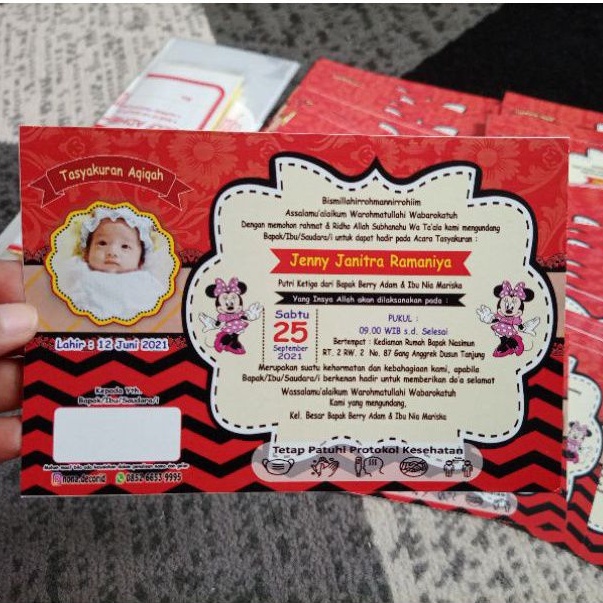 Tasyakuran Aqiqah
Lahir : 12 Juni 2021
Kepada Yth.
Bapak/Ibu/Saudara/i
nona.decorid
0852 6653 9995
Bismillahirrohmannirrohiim
Assalamu'alaikum Warohmatullahi Wabarokatuh
Dengan memohon rahmat & Ridho Allah Subhanahu Wa Ta'ala kami mengundang
Bapak/Ibu/Saudara/i untuk dapat hadir pada Acara Tasyakuran :
Jenny Janitra Ramaniya
Putri Ketiga dari Bapak Berry Adam & Ibu Nia Mariska
Yang Insya Allah akan dilaksanakan pada :
Sabtu
25
September
2021
PUKUL :
09.00 WIB s.d. Selesai
Bertempat : Kediaman Rumah Bapak Nasimun
RT. 2 RW. 2 No. 87 Gang Anggrek Dusun Tanjung
Merupakan suatu kehormatan dan kebahagiaan kami, apabila
Bapak/Ibu/Saudara/i berkenan hadir untuk memberikan do'a selamat
Wassalamu'alaikum Warohmatullahi Wabarokatuh
Kami yang mengundang,
Kel. Besar Bapak Berry Adam & Ibu Nia Mariska
Tetap Patuhi Protokol Kesehatan